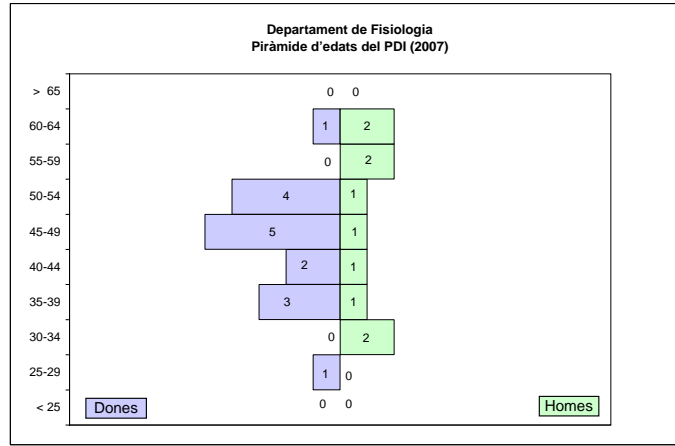 Departament de Fisiologia
Piràmide d'edats del PDI (2007)
> 65 0 0
60-64 1 2
55-59 0 2
50-54 4 1
45-49 5 1
40-44 2 1
35-39 3 1
30-34 0 2
25-29 1 0
< 25 0 0
Dones Homes